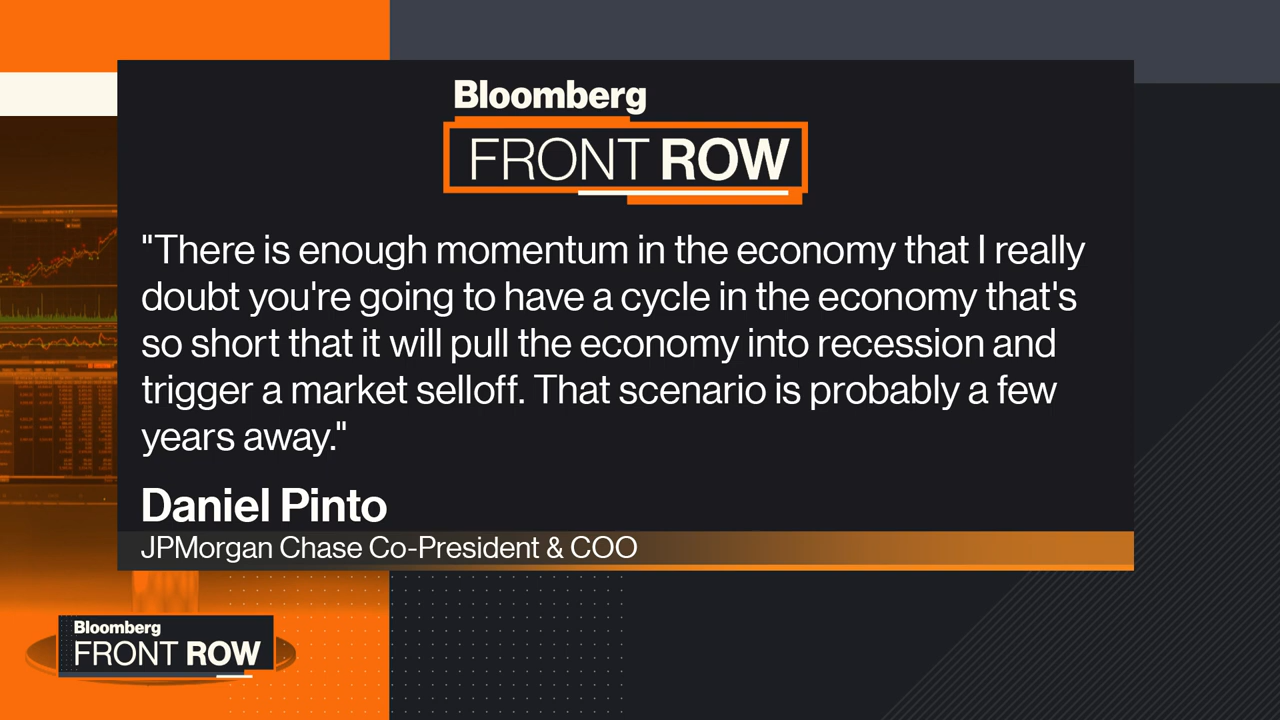 Bloomberg
FRONT ROW
"There is enough momentum in the economy that I really
doubt you're going to have a cycle in the economy that's
so short that it will pull the economy into recession and
trigger a market selloff. That scenario is probably a few
years away."
Daniel Pinto
JPMorgan Chase Co-President & COO
Bloomberg
FRONT ROW